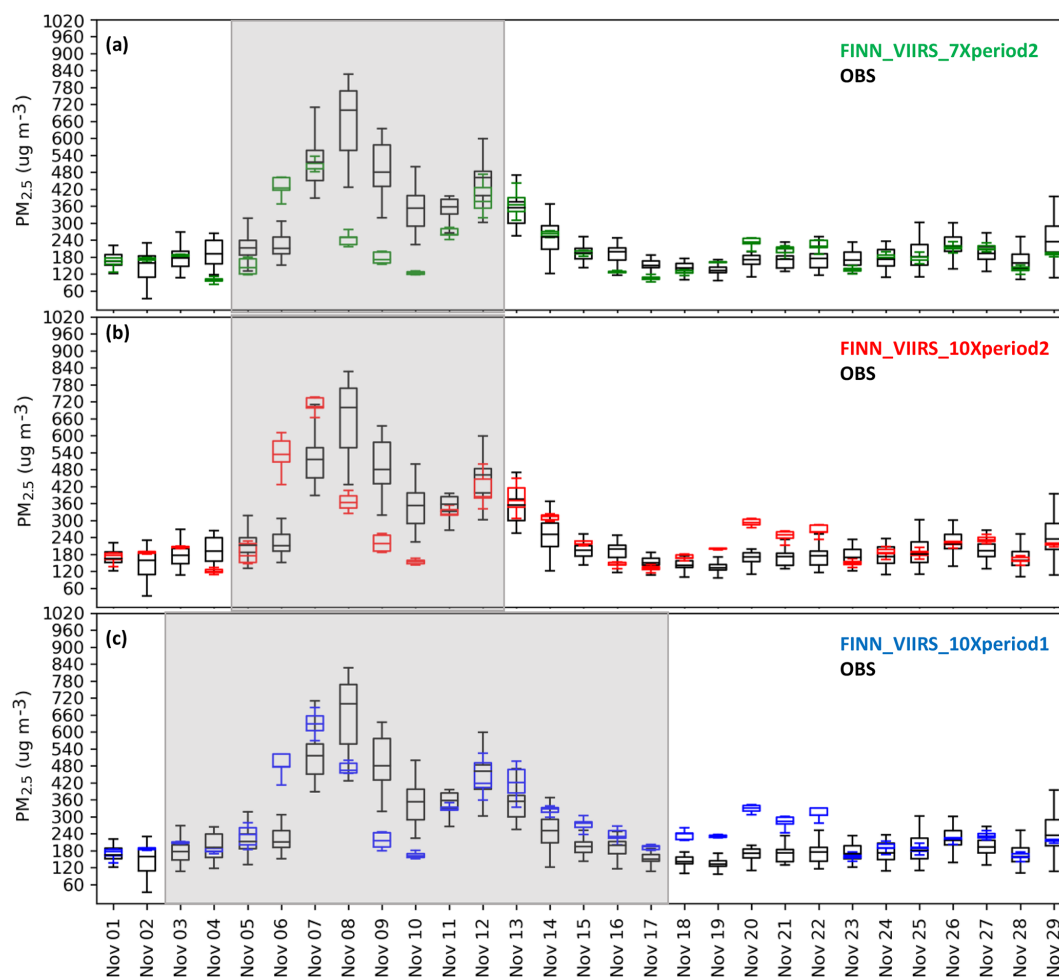 (a)
FINN_VIIRS_7Xperiod2
OBS
PM2.5 (ug m-3)
1020
960
900
840
780
720
660
600
540
480
420
360
300
240
180
120
60
(b)
FINN_VIIRS_10Xperiod2
OBS
PM2.5 (ug m-3)
1020
960
900
840
780
720
660
600
540
480
420
360
300
240
180
120
60
(c)
FINN_VIIRS_10Xperiod1
OBS
PM2.5 (ug m-3)
1020
960
900
840
780
720
660
600
540
480
420
360
300
240
180
120
60
Nov 01
Nov 02
Nov 03
Nov 04
Nov 05
Nov 06
Nov 07
Nov 08
Nov 09
Nov 10
Nov 11
Nov 12
Nov 13
Nov 14
Nov 15
Nov 16
Nov 17
Nov 18
Nov 19
Nov 20
Nov 21
Nov 22
Nov 23
Nov 24
Nov 25
Nov 26
Nov 27
Nov 28
Nov 29